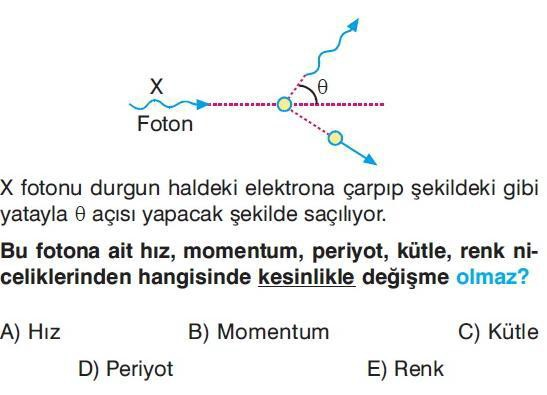 X
θ
Foton
X fotonu durgun haldeki elektrona çarpıp şekildeki gibi
yatayla θ açısı yapacak şekilde saçılıyor.
Bu fotona ait hız, momentum, periyot, kütle, renk ni-
celiklerinden hangisinde kesinlikle değişme olmaz?
A) Hız B) Momentum C) Kütle
D) Periyot E) Renk